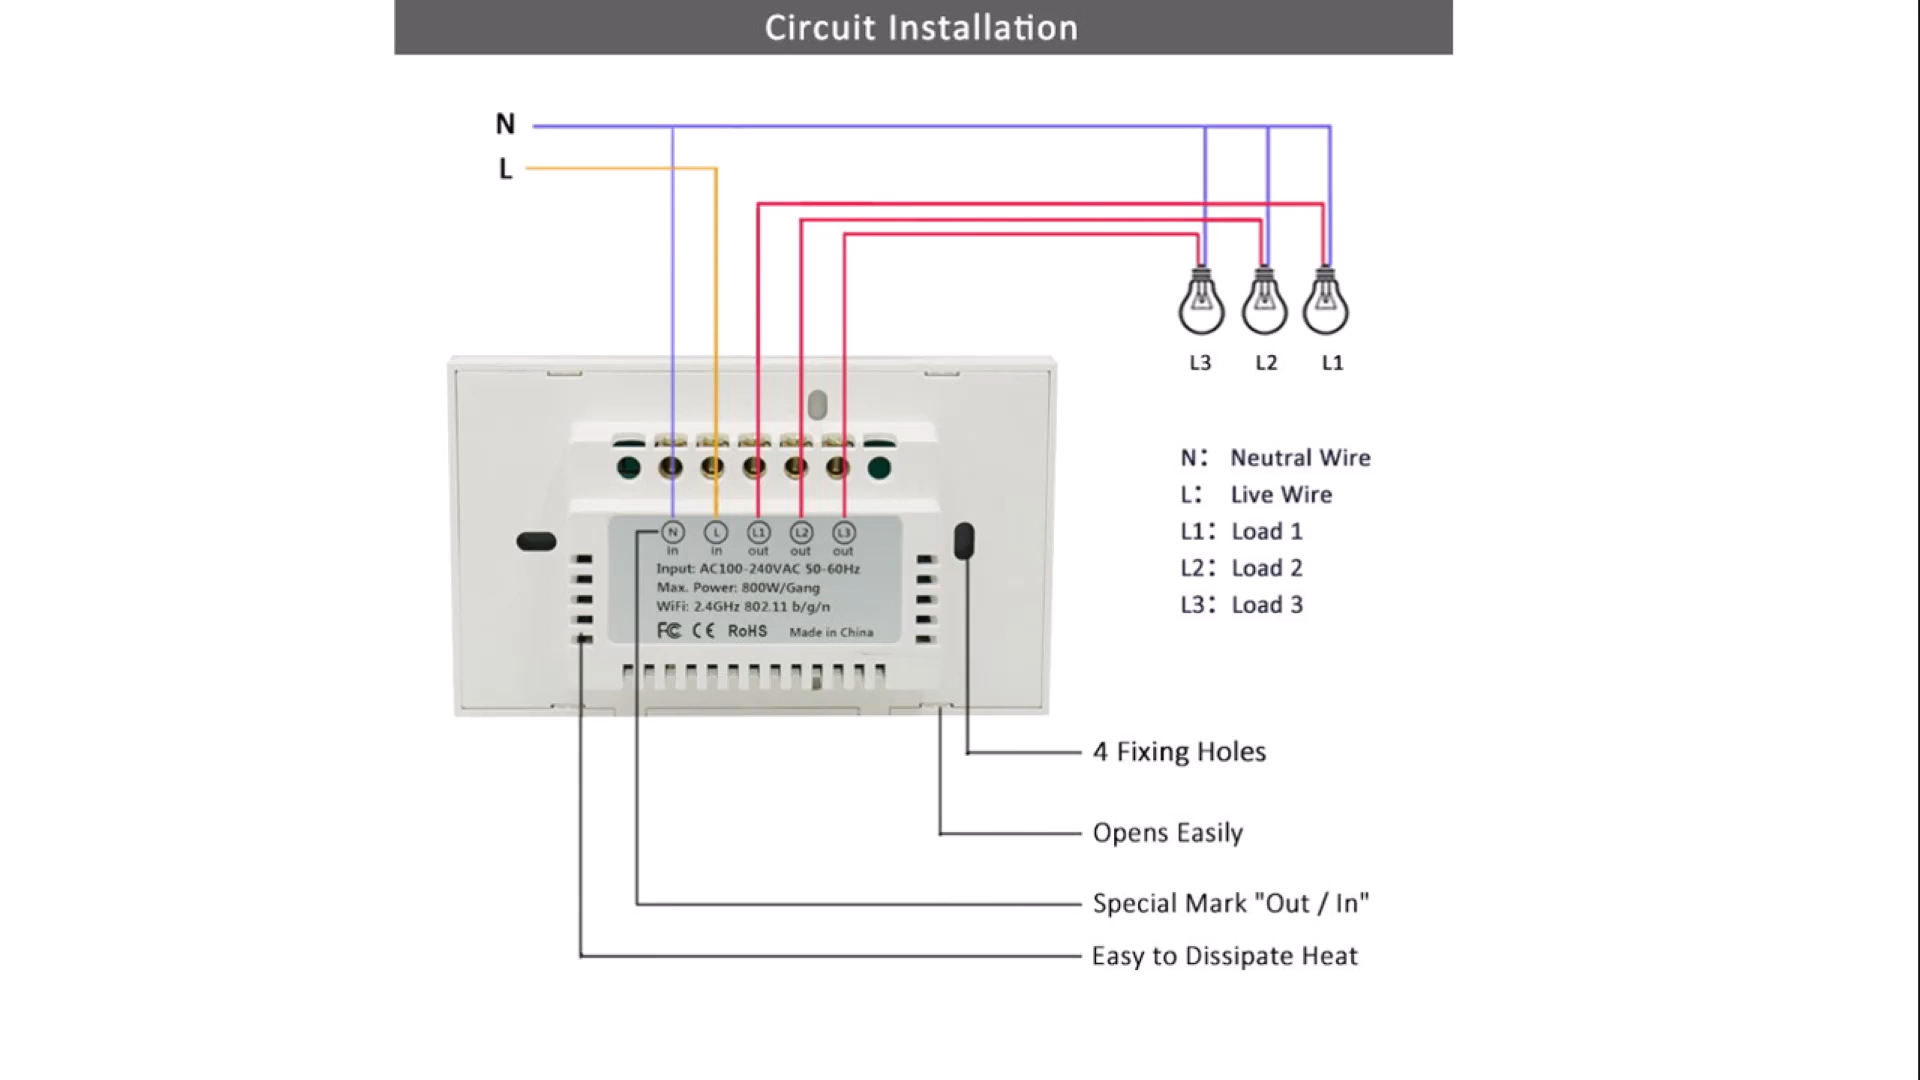 Circuit Installation
N
L
L3 L2 L1
N L L1 L2 L3
in in out out out
Input: AC100-240VAC 50-60Hz
Max. Power: 800W/Gang
WiFi: 2.4GHz 802.11 b/g/n
FC CE RoHS Made in China
N: Neutral Wire
L: Live Wire
L1: Load 1
L2: Load 2
L3: Load 3
4 Fixing Holes
Opens Easily
Special Mark "Out / In"
Easy to Dissipate Heat